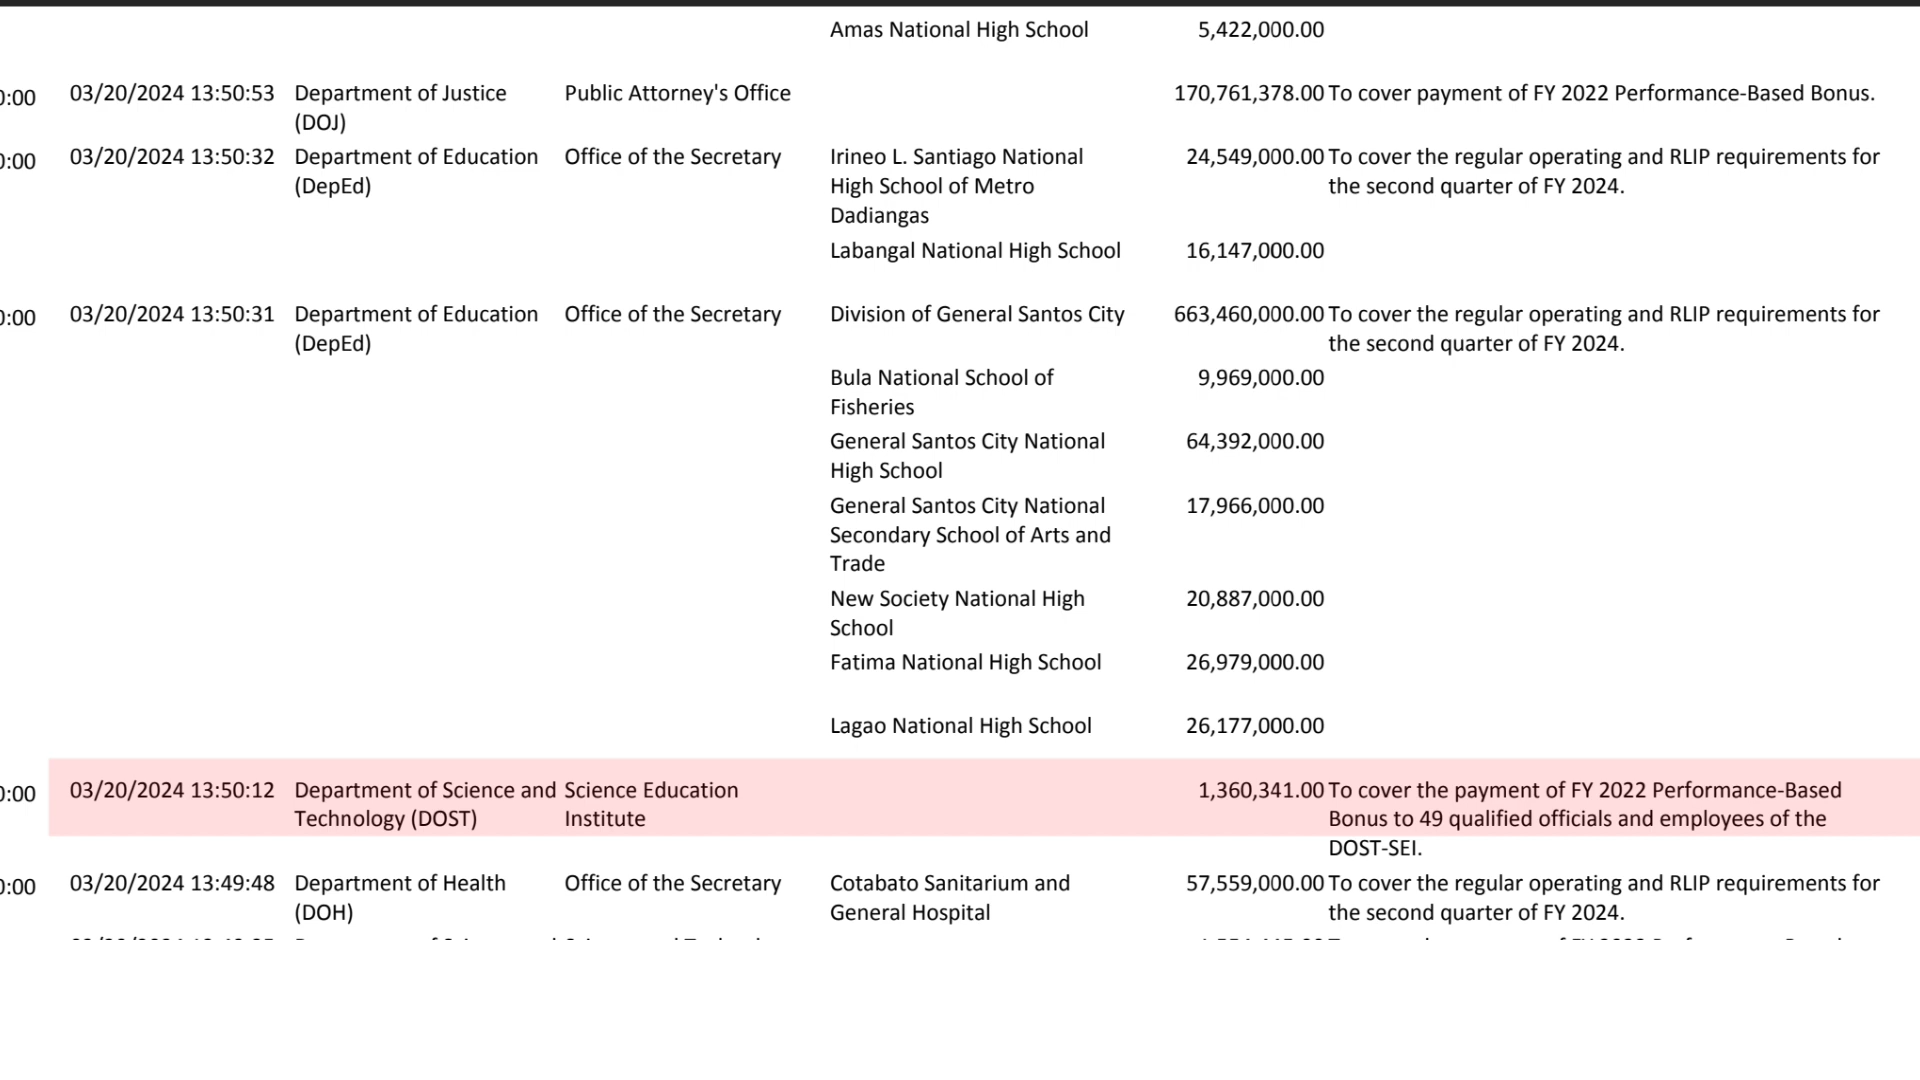 Amas National High School 5,422,000.00
0:00 03/20/2024 13:50:53 Department of Justice Public Attorney's Office 170,761,378.00 To cover payment of FY 2022 Performance-Based Bonus.
(DOJ)
0:00 03/20/2024 13:50:32 Department of Education Office of the Secretary Irineo L. Santiago National 24,549,000.00 To cover the regular operating and RLIP requirements for
(DepEd) High School of Metro the second quarter of FY 2024.
Dadiangas
Labangal National High School 16,147,000.00
0:00 03/20/2024 13:50:31 Department of Education Office of the Secretary Division of General Santos City 663,460,000.00 To cover the regular operating and RLIP requirements for
(DepEd) the second quarter of FY 2024.
Bula National School of 9,969,000.00
Fisheries
General Santos City National 64,392,000.00
High School
General Santos City National 17,966,000.00
Secondary School of Arts and
Trade
New Society National High 20,887,000.00
School
Fatima National High School 26,979,000.00
Lagao National High School 26,177,000.00
0:00 03/20/2024 13:50:12 Department of Science and Science Education 1,360,341.00 To cover the payment of FY 2022 Performance-Based
Technology (DOST) Institute Bonus to 49 qualified officials and employees of the
DOST-SEI.
0:00 03/20/2024 13:49:48 Department of Health Office of the Secretary Cotabato Sanitarium and 57,559,000.00 To cover the regular operating and RLIP requirements for
(DOH) General Hospital the second quarter of FY 2024.